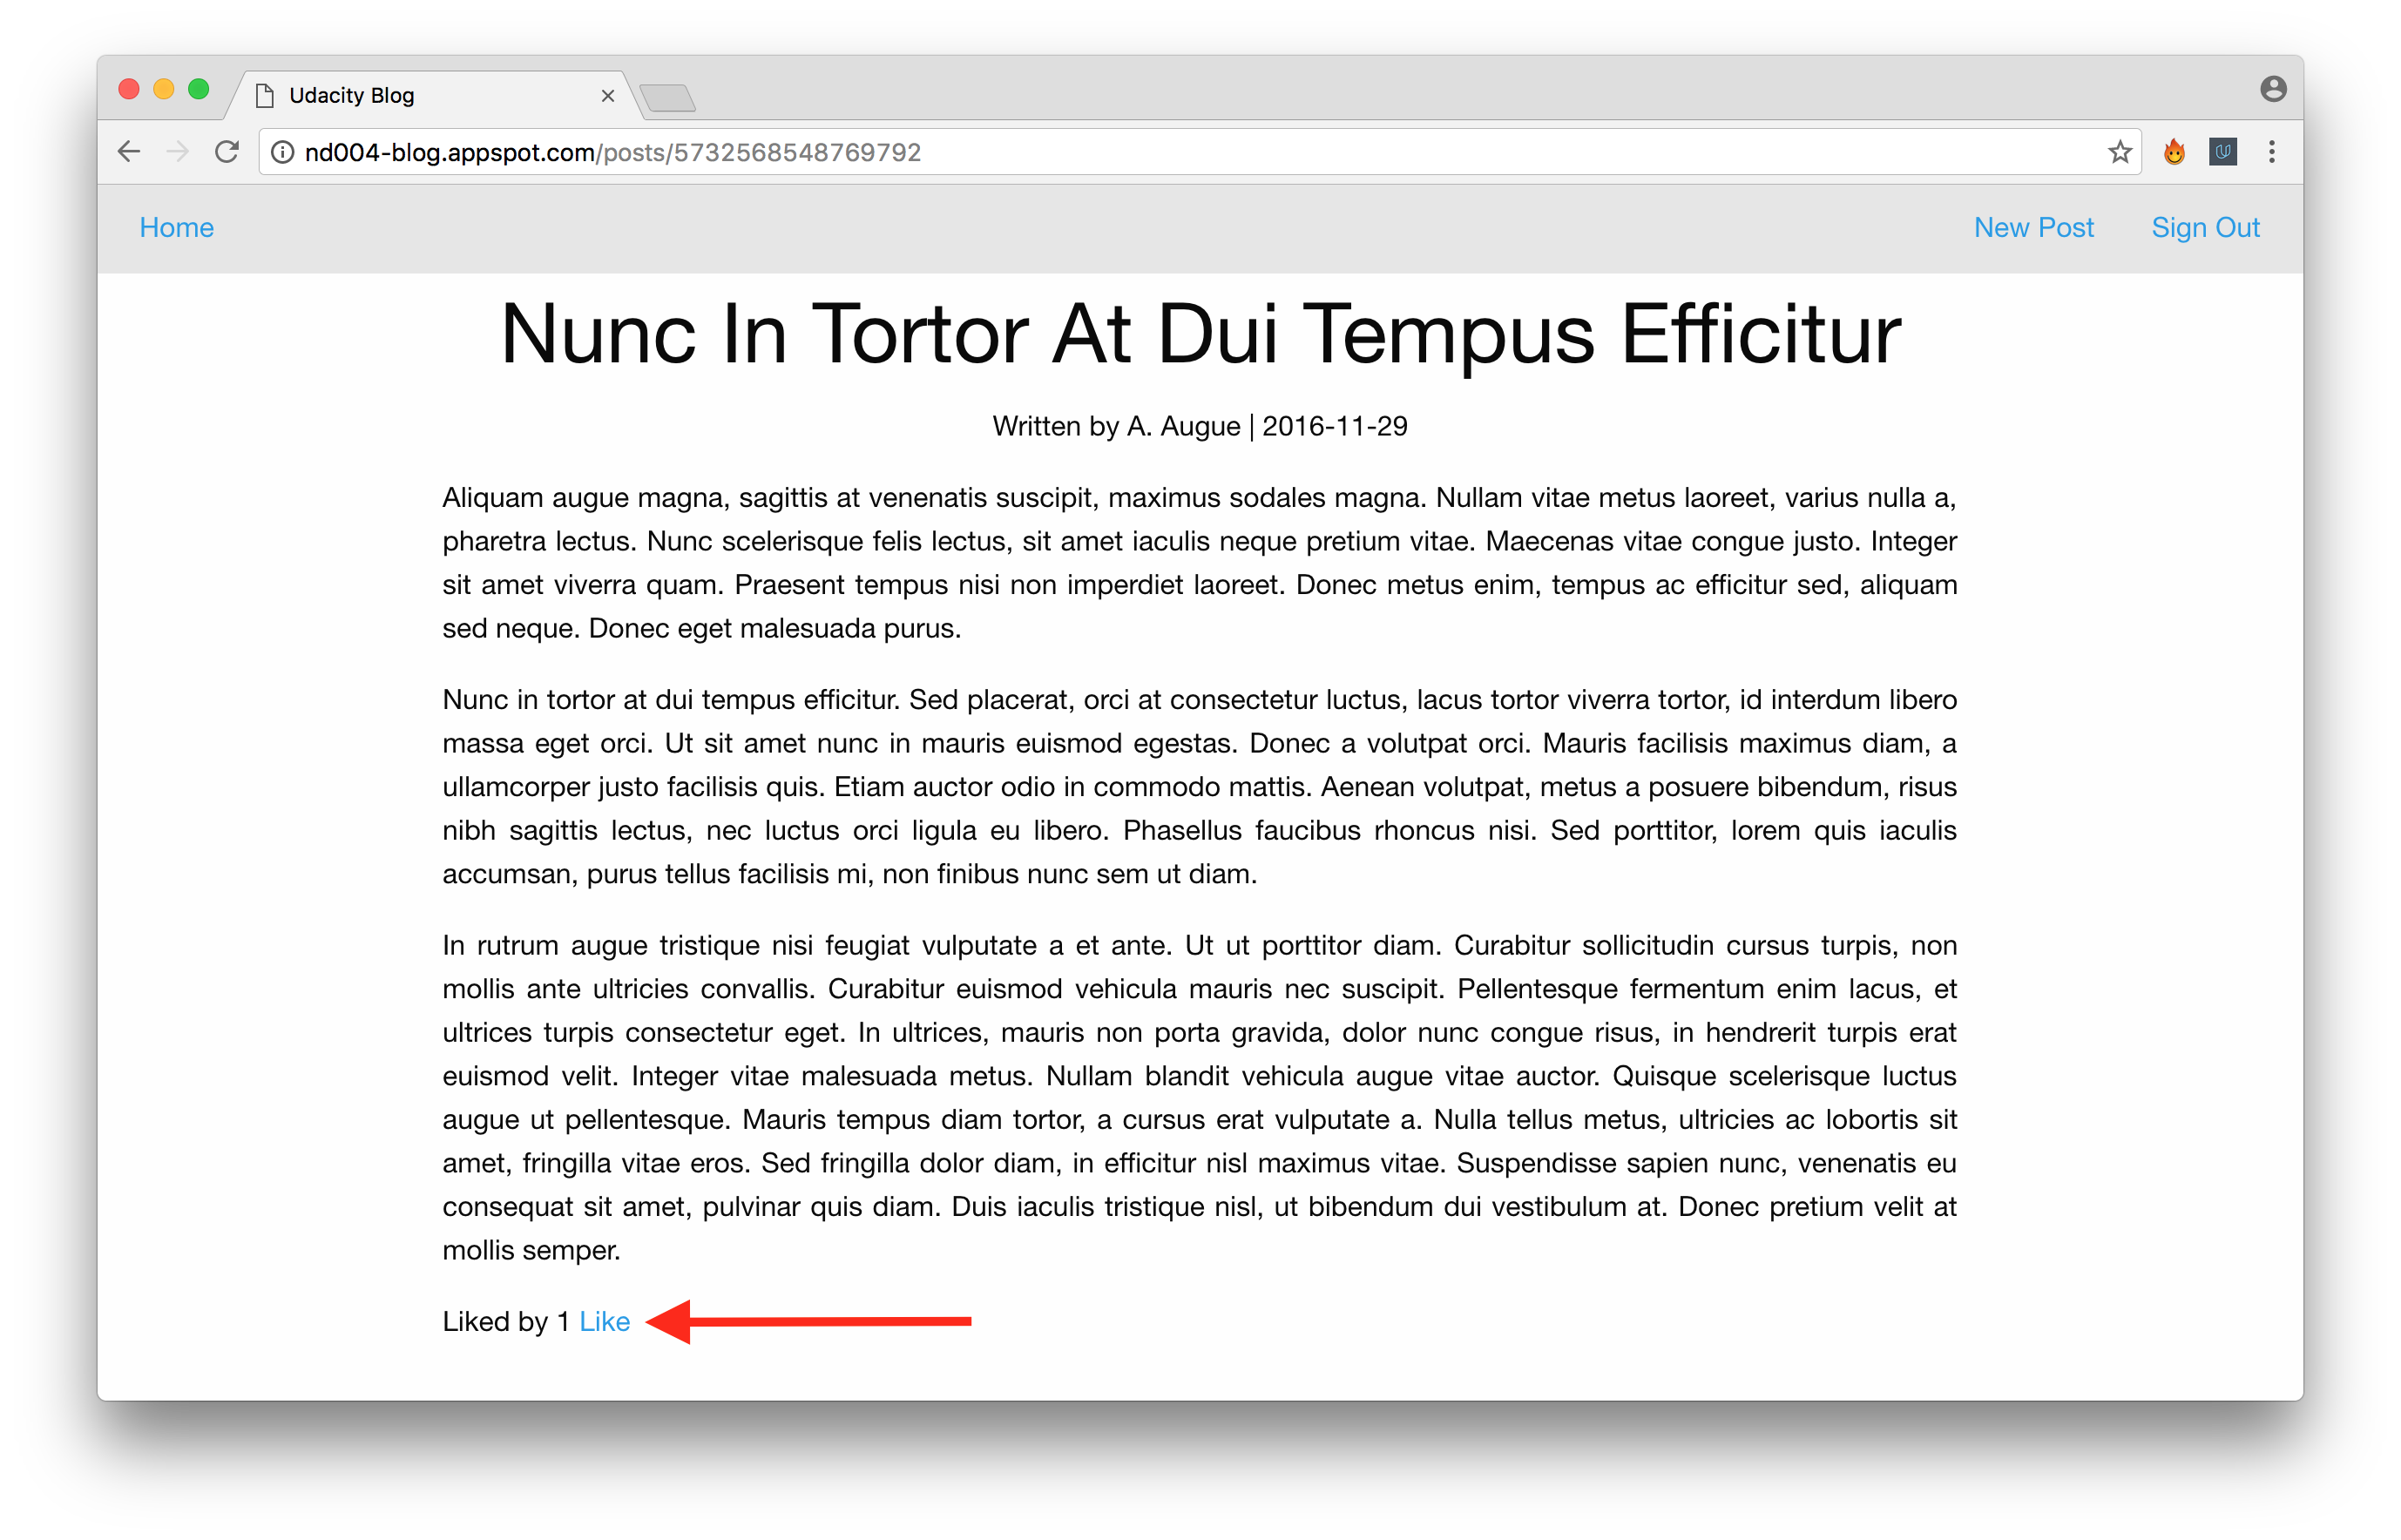 Udacity Blog
nd004-blog.appspot.com/posts/5732568548769792
Home New Post Sign Out
Nunc In Tortor At Dui Tempus Efficitur
Written by A. Augue | 2016-11-29
Aliquam augue magna, sagittis at venenatis suscipit, maximus sodales magna. Nullam vitae metus laoreet, varius nulla a,
pharetra lectus. Nunc scelerisque felis lectus, sit amet iaculis neque pretium vitae. Maecenas vitae congue justo. Integer
sit amet viverra quam. Praesent tempus nisi non imperdiet laoreet. Donec metus enim, tempus ac efficitur sed, aliquam
sed neque. Donec eget malesuada purus.
Nunc in tortor at dui tempus efficitur. Sed placerat, orci at consectetur luctus, lacus tortor viverra tortor, id interdum libero
massa eget orci. Ut sit amet nunc in mauris euismod egestas. Donec a volutpat orci. Mauris facilisis maximus diam, a
ullamcorper justo facilisis quis. Etiam auctor odio in commodo mattis. Aenean volutpat, metus a posuere bibendum, risus
nibh sagittis lectus, nec luctus orci ligula eu libero. Phasellus faucibus rhoncus nisi. Sed porttitor, lorem quis iaculis
accumsan, purus tellus facilisis mi, non finibus nunc sem ut diam.
In rutrum augue tristique nisi feugiat vulputate a et ante. Ut ut porttitor diam. Curabitur sollicitudin cursus turpis, non
mollis ante ultricies convallis. Curabitur euismod vehicula mauris nec suscipit. Pellentesque fermentum enim lacus, et
ultrices turpis consectetur eget. In ultrices, mauris non porta gravida, dolor nunc congue risus, in hendrerit turpis erat
euismod velit. Integer vitae malesuada metus. Nullam blandit vehicula augue vitae auctor. Quisque scelerisque luctus
augue ut pellentesque. Mauris tempus diam tortor, a cursus erat vulputate a. Nulla tellus metus, ultricies ac lobortis sit
amet, fringilla vitae eros. Sed fringilla dolor diam, in efficitur nisl maximus vitae. Suspendisse sapien nunc, venenatis eu
consequat sit amet, pulvinar quis diam. Duis iaculis tristique nisl, ut bibendum dui vestibulum at. Donec pretium velit at
mollis semper.
Liked by 1 Like